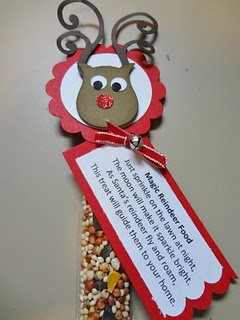 Magic Reindeer Food
Just sprinkle on the lawn at night,
The moon will make it sparkle bright.
As Santa's reindeer fly and roam,
This treat will guide them to your home.